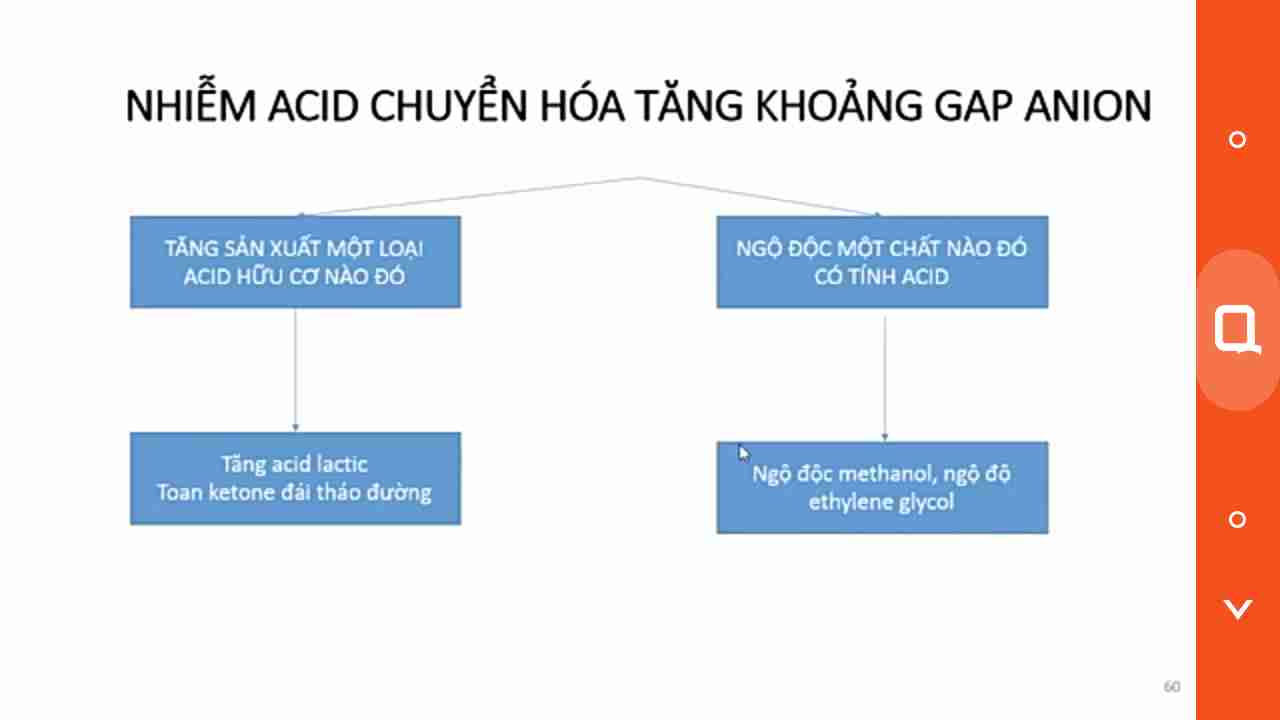 NHIỄM ACID CHUYỂN HÓA TĂNG KHOẢNG GAP ANION
TĂNG SẢN XUẤT MỘT LOẠI
ACID HỮU CƠ NÀO ĐÓ
NGỘ ĐỘC MỘT CHẤT NÀO ĐÓ
CÓ TÍNH ACID
Tăng acid lactic
Toan ketone đái tháo đường
Ngộ độc methanol, ngộ độ
ethylene glycol
60